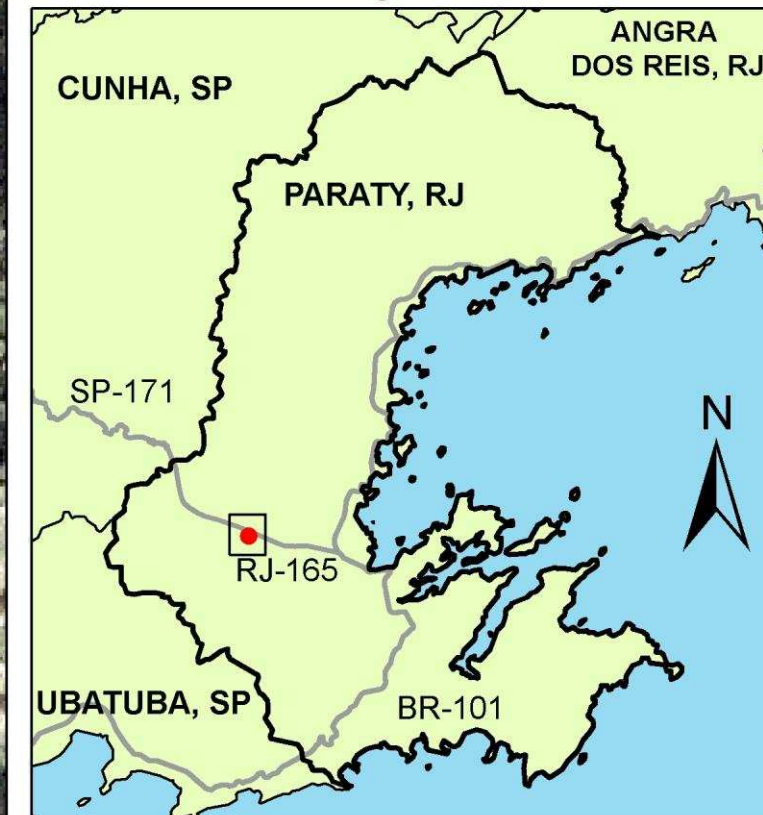 ANGRA
DOS REIS, RJ
CUNHA, SP
PARATY, RJ
SP-171
N
RJ-165
UBATUBA, SP
BR-101